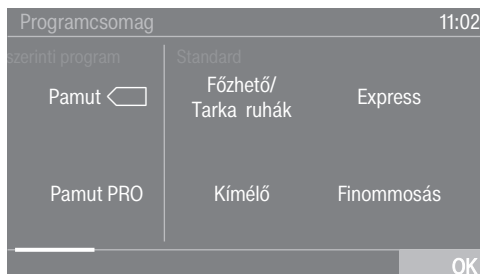 Programcsomag 11:02
szerinti program Standard
Pamut Főzhető/ Tarka ruhák Express
Pamut PRO Kímélő Finommosás
OK